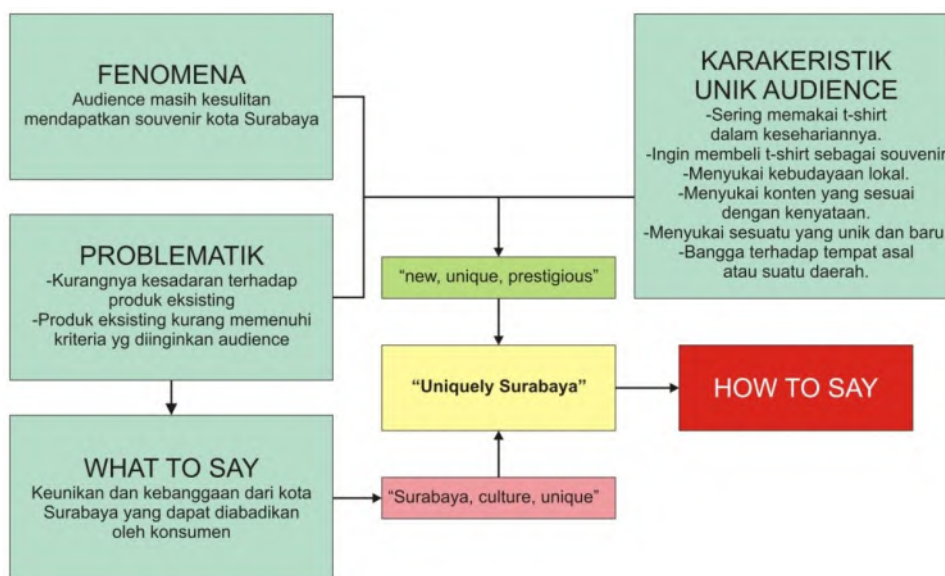 FENOMENA
Audience masih kesulitan
mendapatkan souvenir kota Surabaya
PROBLEMATIK
-Kurangnya kesadaran terhadap
produk eksisting
-Produk eksisting kurang memenuhi
kriteria yg diinginkan audience
WHAT TO SAY
Keunikan dan kebanggaan dari kota
Surabaya yang dapat diabadikan
oleh konsumen
KARAKERISTIK
UNIK AUDIENCE
-Sering memakai t-shirt
dalam kesehariannya.
-Ingin membeli t-shirt sebagai souvenir
-Menyukai kebudayaan lokal.
-Menyukai konten yang sesuai
dengan kenyataan.
-Menyukai sesuatu yang unik dan baru
-Bangga terhadap tempat asal
atau suatu daerah.
“new, unique, prestigious”
“Uniquely Surabaya”
“Surabaya, culture, unique”
HOW TO SAY